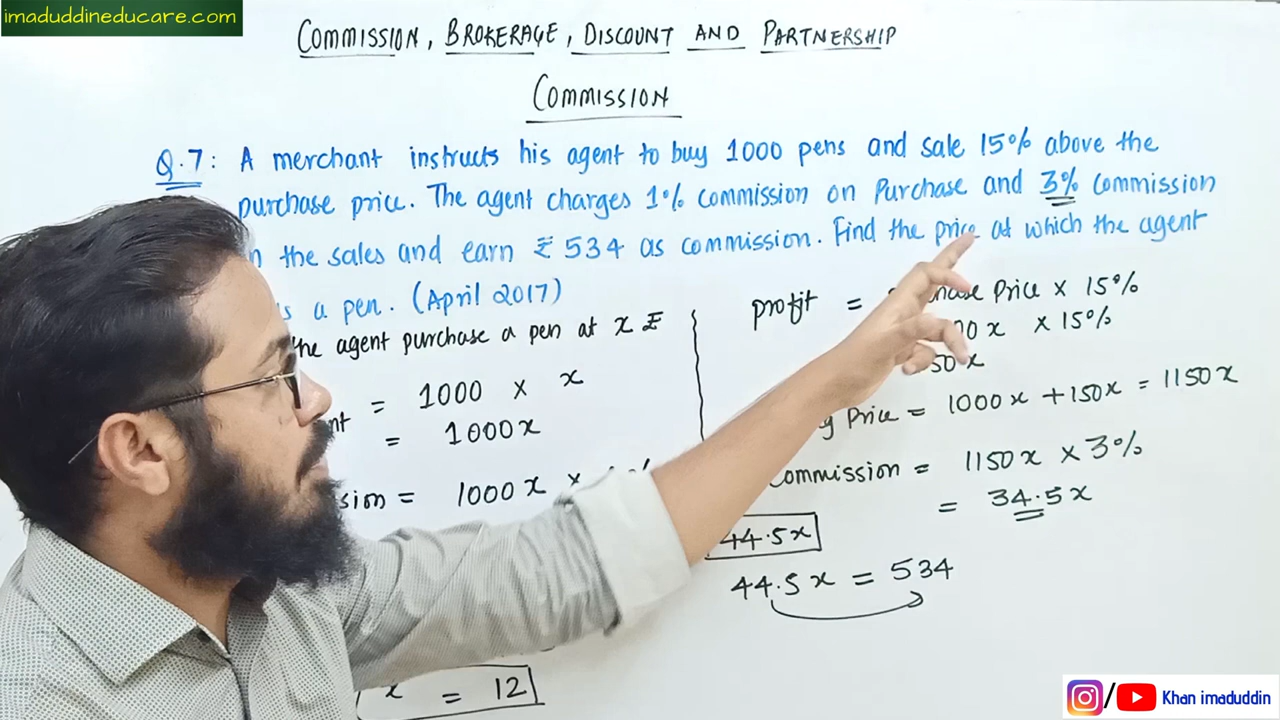 imaduddineducare.com
COMMISSION, BROKERAGE, DISCOUNT AND PARTNERSHIP
COMMISSION
Q.7: A merchant instructs his agent to buy 1000 pens and sale 15% above the
purchase price. The agent charges 1% commission on Purchase and 3% commission
the sales and earn ₹ 534 as commission. Find the price at which the agent
a pen. (April 2017)
the agent purchase a pen at x ₹
= 1000 × x
= 1000x
= 1000x ×
profit = Price × 15%
x × 15%
Price = 1000x + 150x = 1150x
Commission = 1150x × 3%
= 34.5x
44.5x
44.5x = 534
x = 12
/ Khan imaduddin